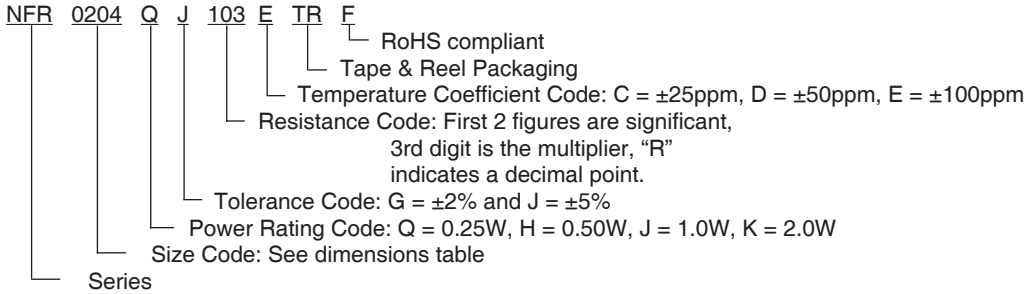 NFR 0204 Q J 103 E TR F
RoHS compliant
Tape & Reel Packaging
Temperature Coefficient Code: C = ±25ppm, D = ±50ppm, E = ±100ppm
Resistance Code: First 2 figures are significant,
3rd digit is the multiplier, “R”
indicates a decimal point.
Tolerance Code: G = ±2% and J = ±5%
Power Rating Code: Q = 0.25W, H = 0.50W, J = 1.0W, K = 2.0W
Size Code: See dimensions table
Series